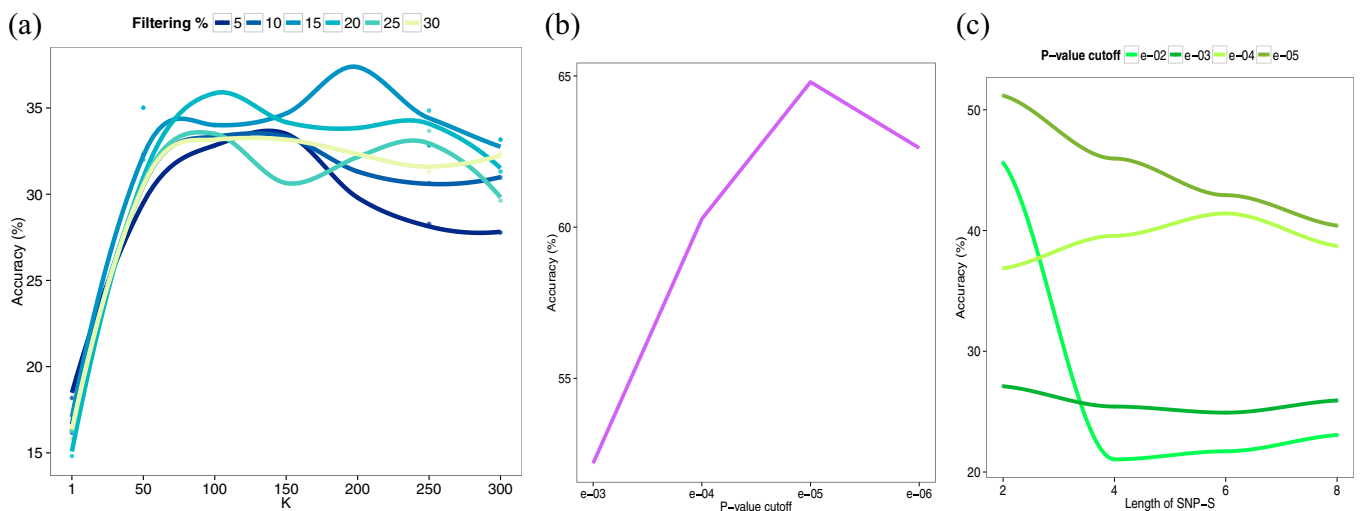 (a)
Filtering % 5 10 15 20 25 30
35
30
25
20
15
Accuracy (%)
1 50 100 150 200 250 300
K
(b)
65
60
55
Accuracy (%)
e−03 e−04 e−05 e−06
P−value cutoff
(c)
P−value cutoff e−02 e−03 e−04 e−05
50
40
30
20
Accuracy (%)
2 4 6 8
Length of SNP−S